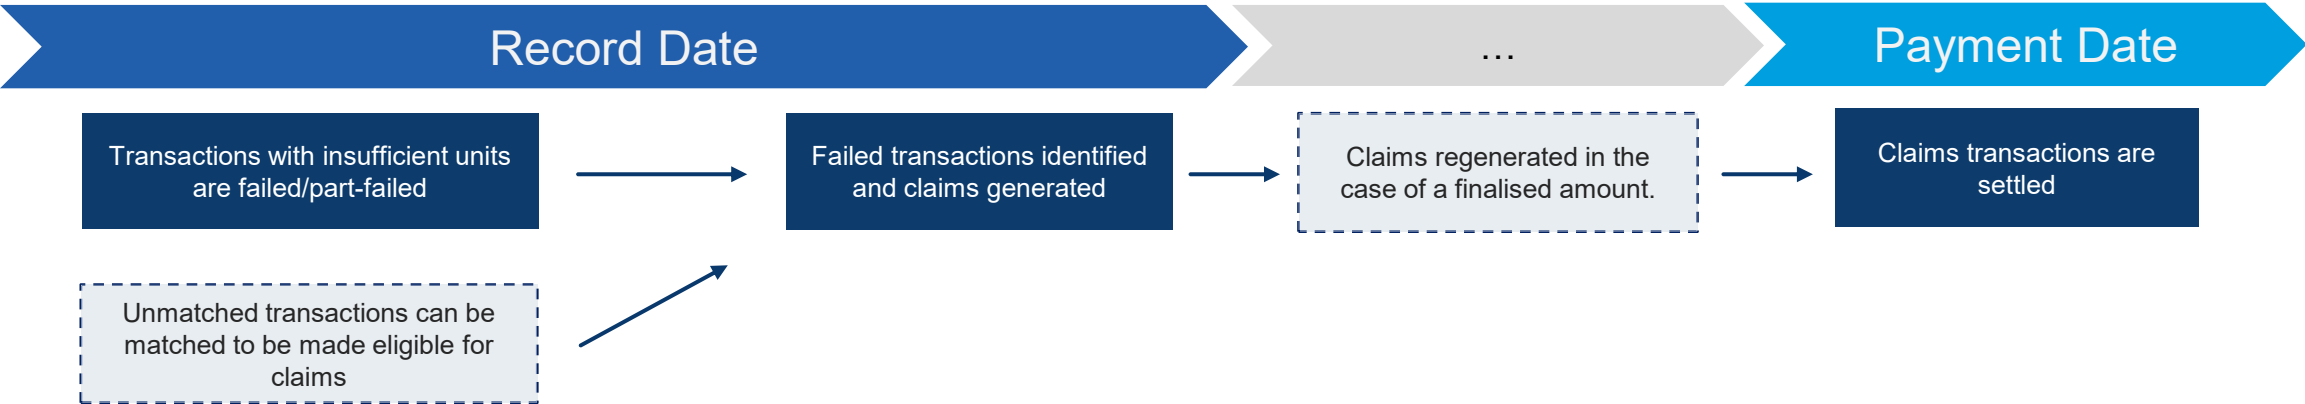 Record Date
...
Payment Date
Transactions with insufficient units
are failed/part-failed
Failed transactions identified
and claims generated
Claims regenerated in the
case of a finalised amount.
Claims transactions are
settled
Unmatched transactions can be
matched to be made eligible for
claims